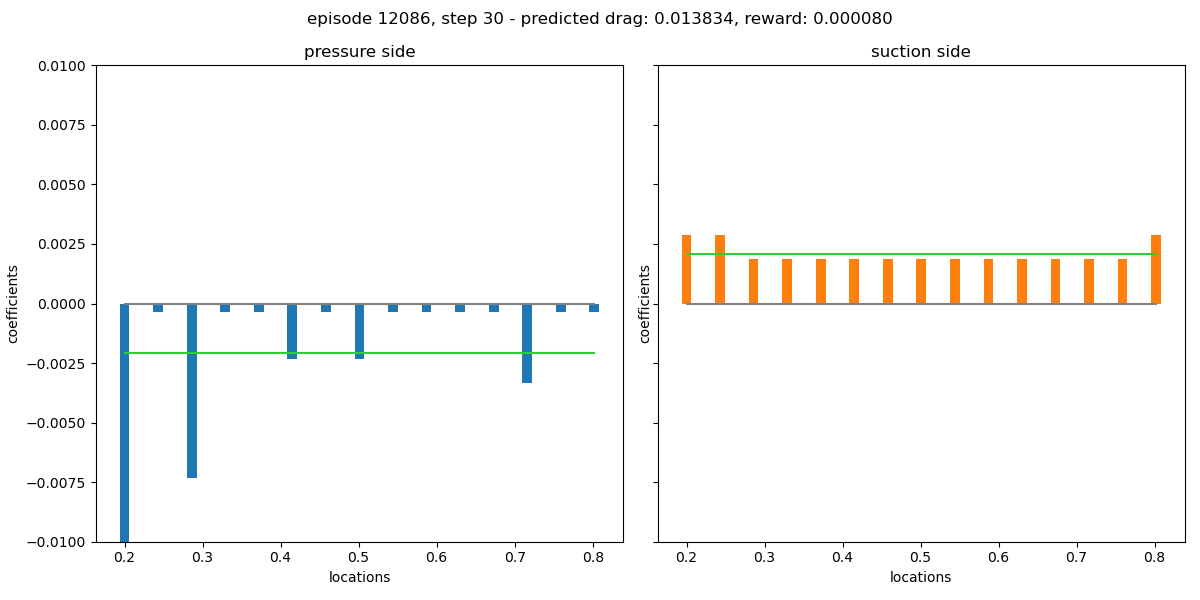 episode 12086, step 30 - predicted drag: 0.013834, reward: 0.000080
pressure side
suction side
0.0100
0.0075
0.0050
0.0025
0.0000
−0.0025
−0.0050
−0.0075
−0.0100
coefficients
coefficients
0.2 0.3 0.4 0.5 0.6 0.7 0.8
0.2 0.3 0.4 0.5 0.6 0.7 0.8
locations
locations